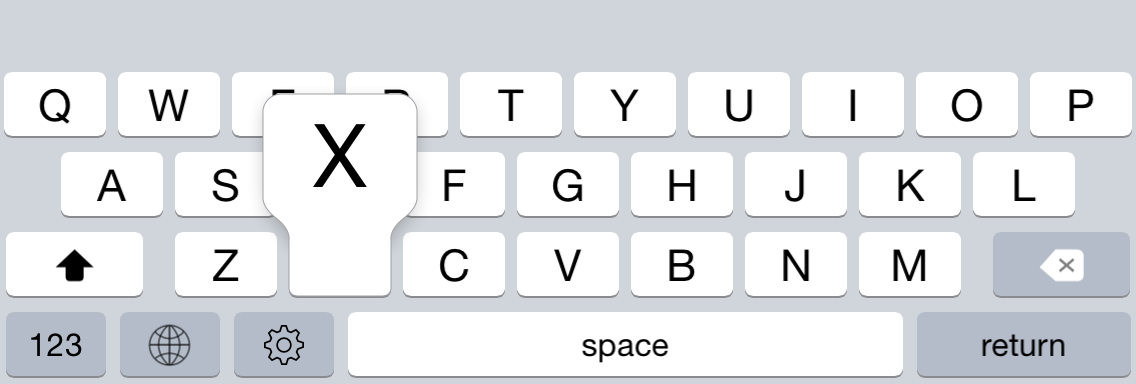 Q W T Y U I O P
X
A S F G H J K L
Z C V B N M
123 space return